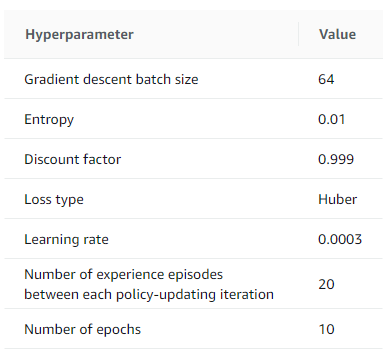 Hyperparameter Value
Gradient descent batch size 64
Entropy 0.01
Discount factor 0.999
Loss type Huber
Learning rate 0.0003
Number of experience episodes
between each policy-updating iteration 20
Number of epochs 10